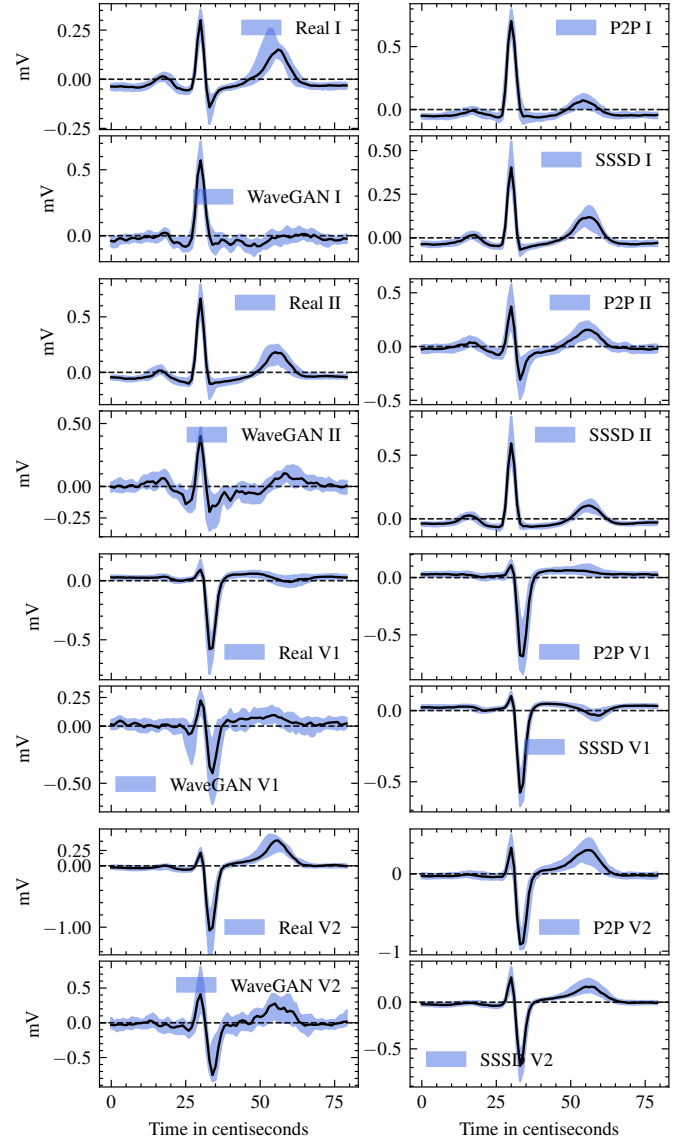 Real I
mV
0.25
0.00
−0.25
P2P I
0.5
0.0
WaveGAN I
mV
0.5
0.0
SSSD I
0.50
0.25
0.00
Real II
mV
0.5
0.0
P2P II
0.5
0.0
−0.5
WaveGAN II
mV
0.50
0.00
−0.25
SSSD II
0.5
0.0
Real V1
mV
0.0
−0.5
P2P V1
0.0
−0.5
WaveGAN V1
mV
0.25
0.00
−0.50
SSSD V1
0.0
−0.5
Real V2
mV
0.25
0.00
−1.00
P2P V2
0
−1
WaveGAN V2
mV
0.5
0.0
−0.5
SSSD V2
0.0
−0.5
0 25 50 75
0 25 50 75
Time in centiseconds
Time in centiseconds